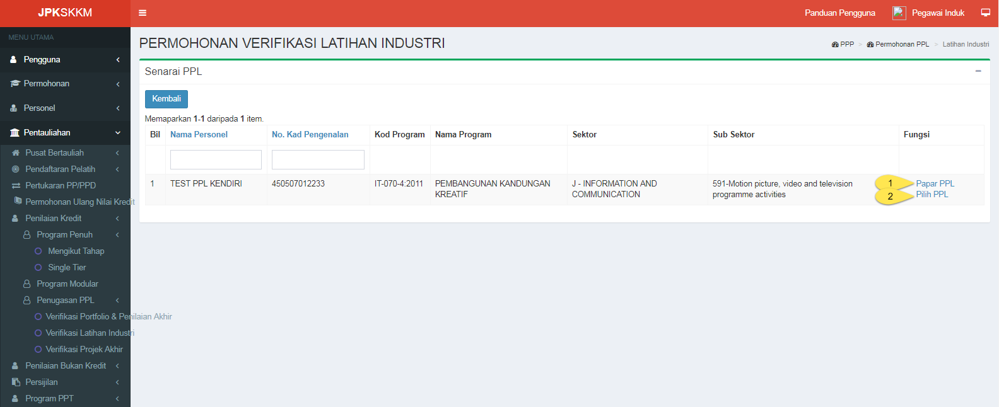 JPKSKKM
Panduan Pengguna
Pegawai Induk
MENU UTAMA
Pengguna
Permohonan
Personel
Pentauliahan
Pusat Bertauliah
Pendaftaran Pelatih
Pertukaran PP/PPD
Permohonan Ulang Nilai Kredit
Penilaian Kredit
Program Penuh
Mengikut Tahap
Single Tier
Program Modular
Penugasan PPL
Verifikasi Portfolio & Penilaian Akhir
Verifikasi Latihan Industri
Verifikasi Projek Akhir
Penilaian Bukan Kredit
Persijilan
Program PPT
PERMOHONAN VERIFIKASI LATIHAN INDUSTRI
PPP > Permohonan PPL > Latihan Industri
Senarai PPL
Kembali
Memaparkan 1-1 daripada 1 item.
Bil Nama Personel No. Kad Pengenalan Kod Program Nama Program Sektor Sub Sektor Fungsi
1 TEST PPL KENDIRI 450507012233 IT-070-4:2011 PEMBANGUNAN KANDUNGAN J - INFORMATION AND 591-Motion picture, video and television 1 Papar PPL
KREATIF COMMUNICATION programme activities 2 Pilih PPL